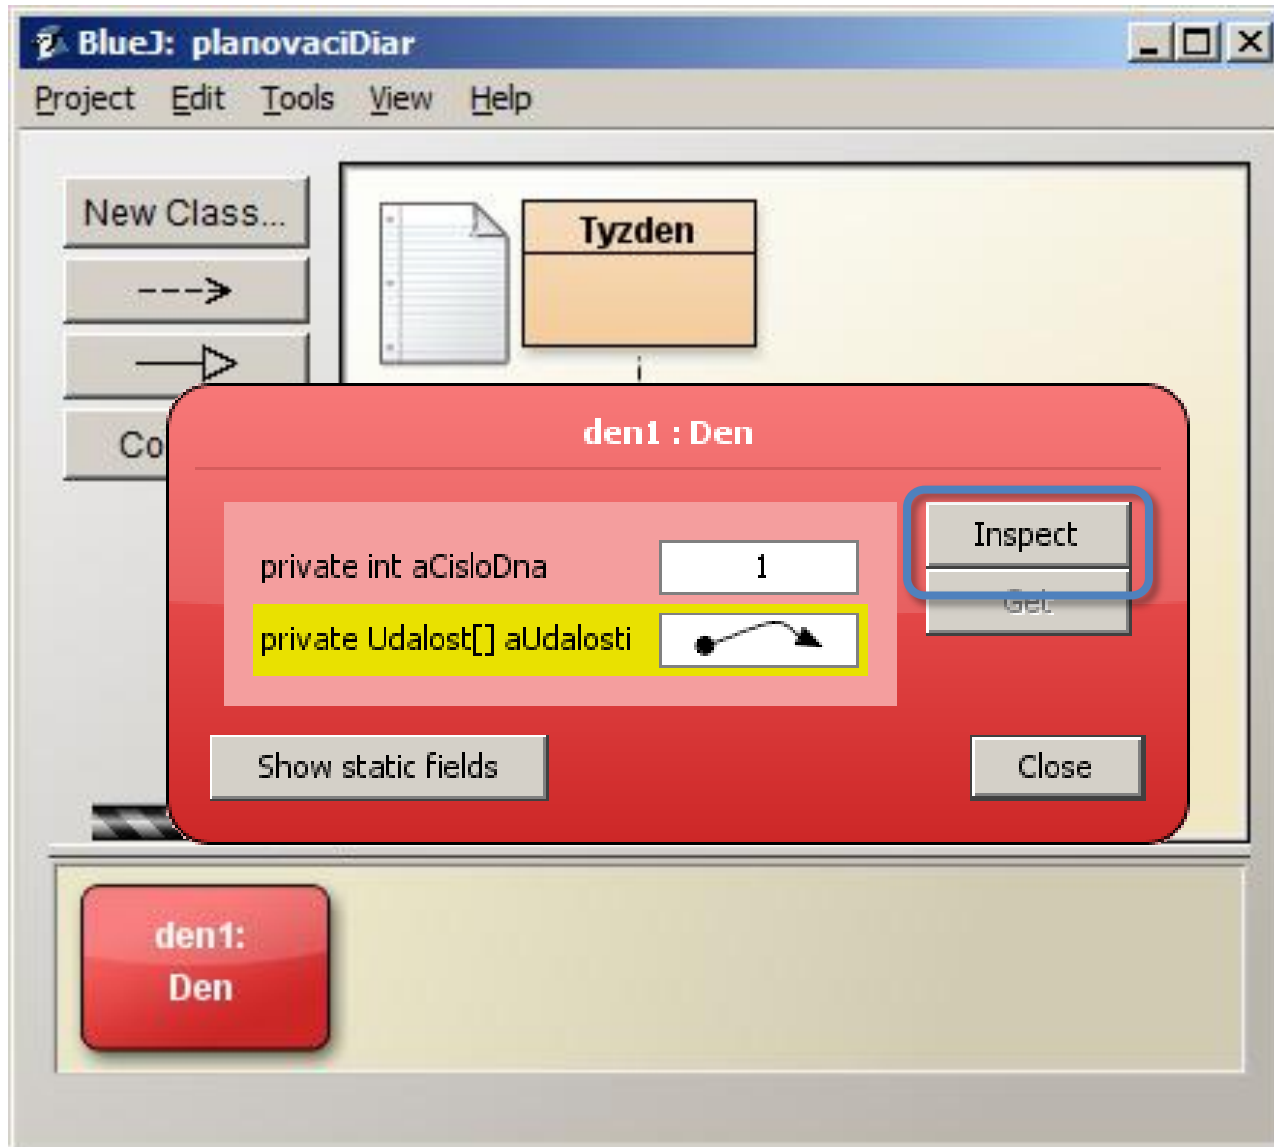 BlueJ: planovaciDiar
Project Edit Tools View Help
New Class...
Tyzden
Co
den1 : Den
Inspect
private int aCisloDna 1
Get
private Udalost[] aUdalosti
Show static fields
Close
den1:
Den